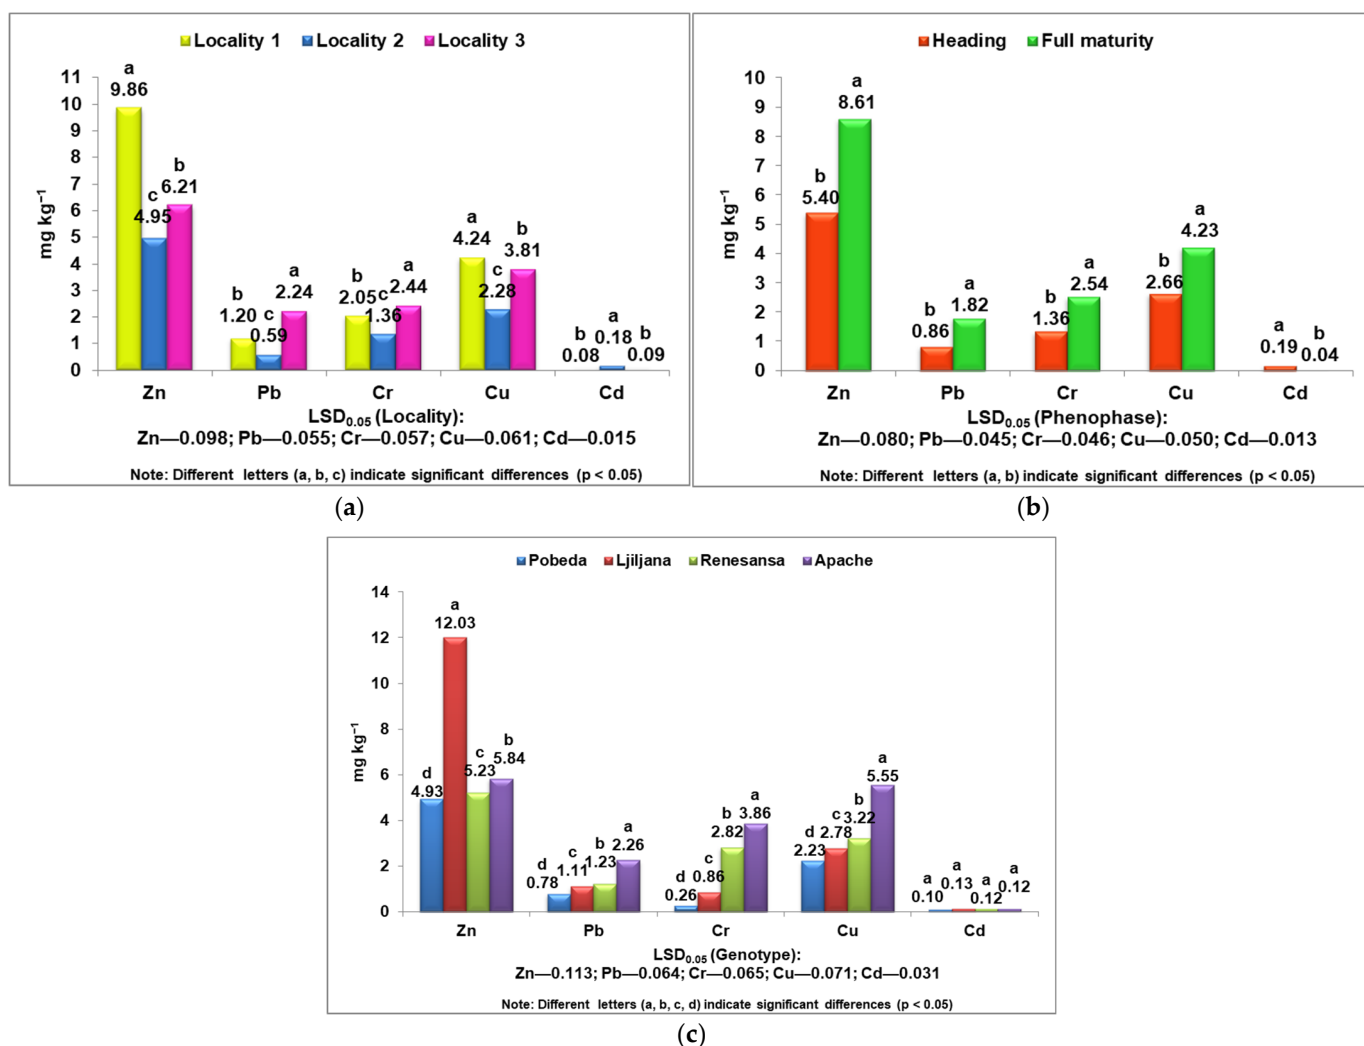 Locality 1 Locality 2 Locality 3
mg kg⁻¹
11
10
9
8
7
6
5
4
3
2
1
0
a
9.86
c
4.95
b
6.21
b
1.20
c
0.59
a
2.24
b
2.05
c
1.36
a
2.44
a
4.24
c
2.28
b
3.81
b
0.08
a
0.18
b
0.09
Zn Pb Cr Cu Cd
LSD0.05 (Locality):
Zn—0.098; Pb—0.055; Cr—0.057; Cu—0.061; Cd—0.015
Note: Different letters (a, b, c) indicate significant differences (p < 0.05)
(a)
Heading Full maturity
mg kg⁻¹
10
9
8
7
6
5
4
3
2
1
0
b
5.40
a
8.61
b
0.86
a
1.82
b
1.36
a
2.54
b
2.66
a
4.23
a
0.19
b
0.04
Zn Pb Cr Cu Cd
LSD0.05 (Phenophase):
Zn—0.080; Pb—0.045; Cr—0.046; Cu—0.050; Cd—0.013
Note: Different letters (a, b) indicate significant differences (p < 0.05)
(b)
Pobeda Ljiljana Renesansa Apache
mg kg⁻¹
14
12
10
8
6
4
2
0
d
4.93
a
12.03
c
5.23
b
5.84
d
0.78
c
1.11
b
1.23
a
2.26
d
0.26
c
0.86
b
2.82
a
3.86
d
2.23
c
2.78
b
3.22
a
5.55
a
0.10
a
0.13
a
0.12
a
0.12
Zn Pb Cr Cu Cd
LSD0.05 (Genotype):
Zn—0.113; Pb—0.064; Cr—0.065; Cu—0.071; Cd—0.031
Note: Different letters (a, b, c, d) indicate significant differences (p < 0.05)
(c)